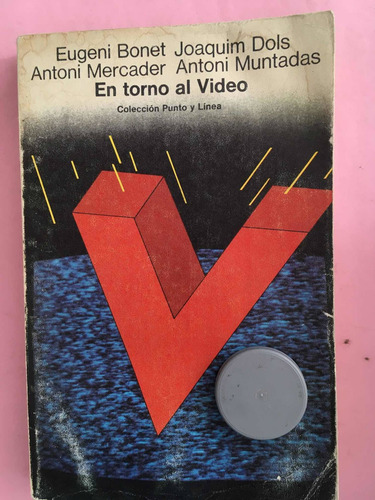 Eugeni Bonet Joaquim Dols
Antoni Mercader Antoni Muntadas
En torno al Video
Colección Punto y Línea